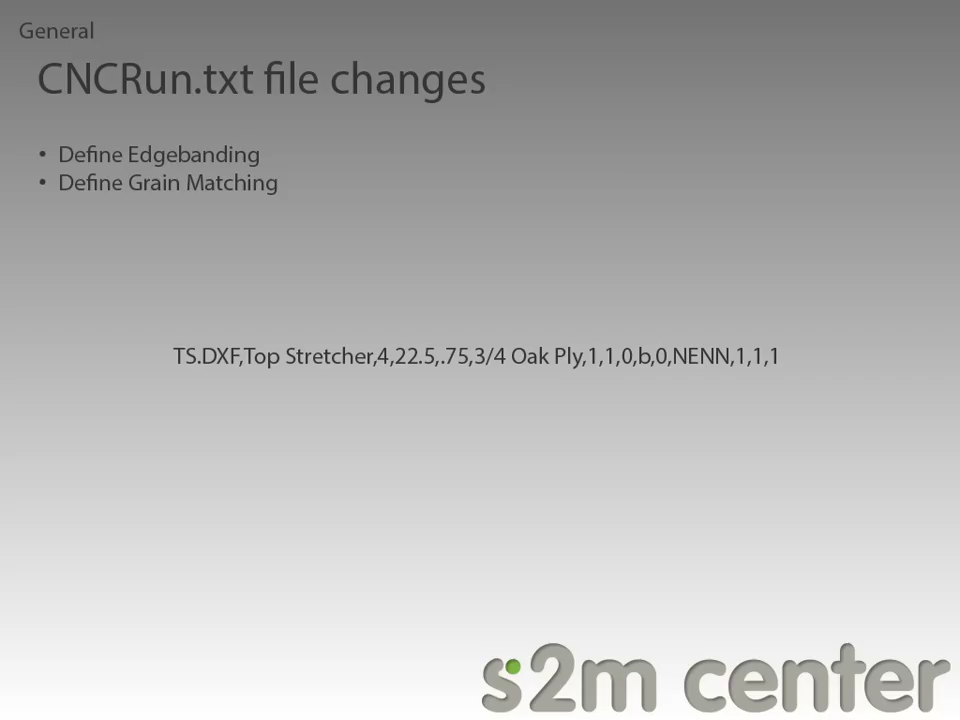 General
CNCRun.txt file changes
• Define Edgebanding
• Define Grain Matching
TS.DXF,Top Stretcher,4,22.5,.75,3/4 Oak Ply,1,1,0,b,0,NENN,1,1,1
s2m center